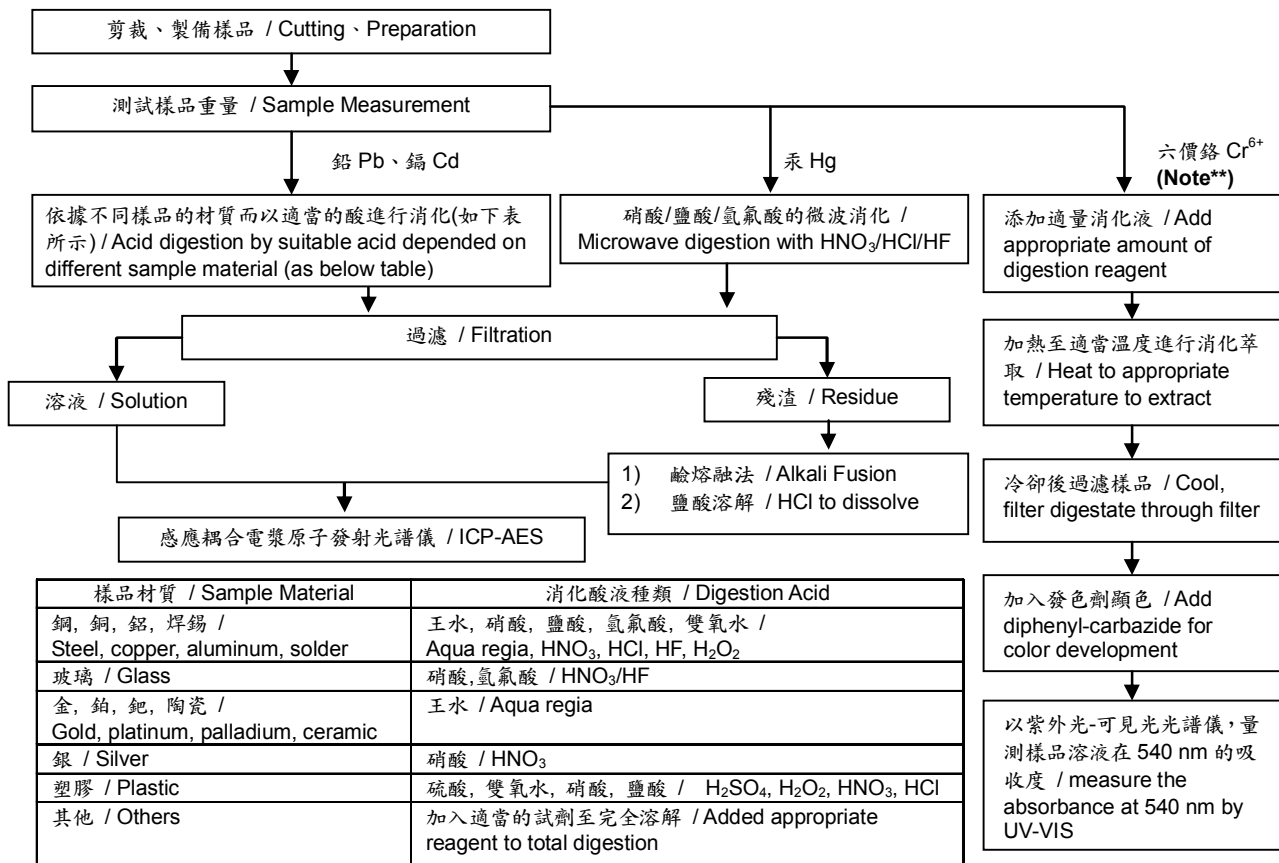 剪裁、製備樣品 / Cutting、Preparation
測試樣品重量 / Sample Measurement
鉛 Pb、鎘 Cd
汞 Hg
六價鉻 Cr⁶⁺
(Note**)
依據不同樣品的材質而以適當的酸進行消化(如下表
所示) / Acid digestion by suitable acid depended on
different sample material (as below table)
硝酸/鹽酸/氫氟酸的微波消化 /
Microwave digestion with HNO₃/HCl/HF
添加適量消化液 / Add
appropriate amount of
digestion reagent
過濾 / Filtration
加熱至適當溫度進行消化萃
取 / Heat to appropriate
temperature to extract
溶液 / Solution
殘渣 / Residue
1) 鹼熔融法 / Alkali Fusion
2) 鹽酸溶解 / HCl to dissolve
冷卻後過濾樣品 / Cool,
filter digestate through filter
感應耦合電漿原子發射光譜儀 / ICP-AES
加入發色劑顯色 / Add
diphenyl-carbazide for
color development
以紫外光-可見光光譜儀，量
測樣品溶液在 540 nm 的吸
收度 / measure the
absorbance at 540 nm by
UV-VIS
樣品材質 / Sample Material 消化酸液種類 / Digestion Acid
鋼, 銅, 鋁, 焊錫 / 王水, 硝酸, 鹽酸, 氫氟酸, 雙氧水 /
Steel, copper, aluminum, solder Aqua regia, HNO₃, HCl, HF, H₂O₂
玻璃 / Glass 硝酸,氫氟酸 / HNO₃/HF
金, 鉑, 鈀, 陶瓷 / 王水 / Aqua regia
Gold, platinum, palladium, ceramic
銀 / Silver 硝酸 / HNO₃
塑膠 / Plastic 硫酸, 雙氧水, 硝酸, 鹽酸 / H₂SO₄, H₂O₂, HNO₃, HCl
其他 / Others 加入適當的試劑至完全溶解 / Added appropriate
reagent to total digestion